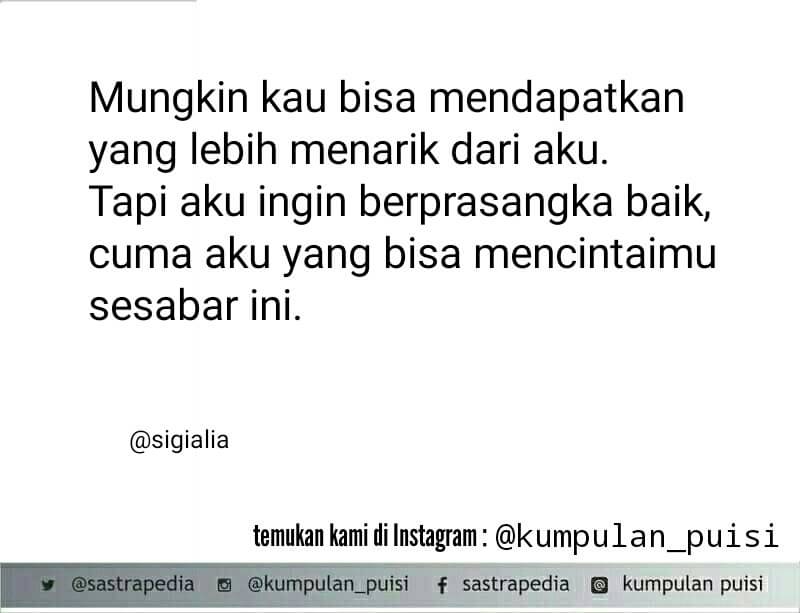 Mungkin kau bisa mendapatkan
yang lebih menarik dari aku.
Tapi aku ingin berprasangka baik,
cuma aku yang bisa mencintaimu
sesabar ini.
@sigialia
temukan kami di Instagram : @kumpulan_puisi
@sastrapedia @kumpulan_puisi sastrapedia kumpulan puisi